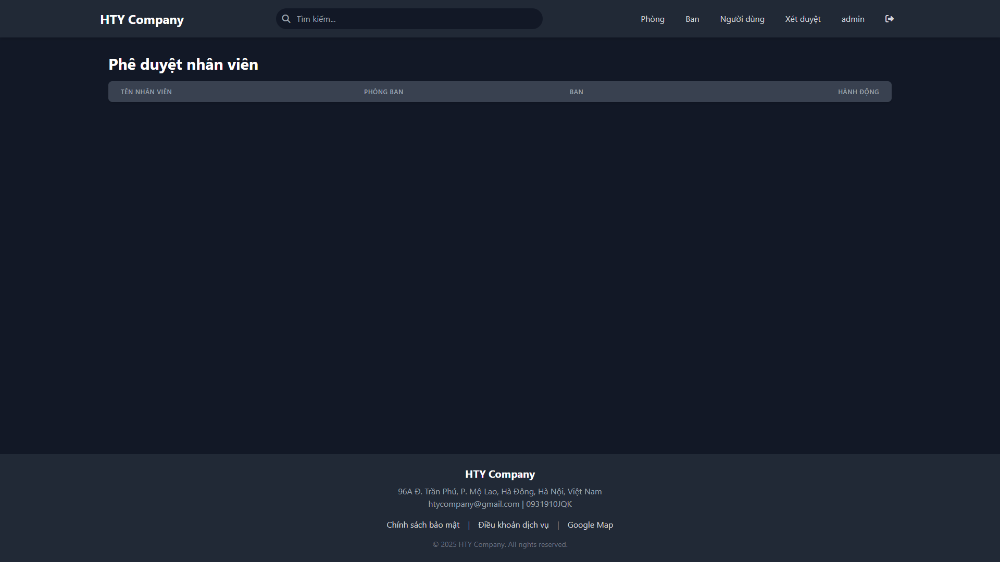 HTY Company
Tìm kiếm...
Phòng
Ban
Người dùng
Xét duyệt
admin
Phê duyệt nhân viên
TÊN NHÂN VIÊN
PHÒNG BAN
BAN
HÀNH ĐỘNG
HTY Company
96A Đ. Trần Phú, P. Mộ Lao, Hà Đông, Hà Nội, Việt Nam
htycompany@gmail.com | 0931910JQK
Chính sách bảo mật | Điều khoản dịch vụ | Google Map
© 2025 HTY Company. All rights reserved.